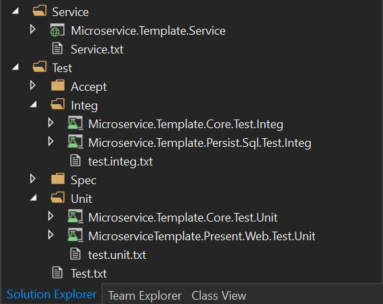 Service
Microservice.Template.Service
Service.txt
Test
Accept
Integ
Microservice.Template.Core.Test.Integ
Microservice.Template.Persist.Sql.Test.Integ
test.integ.txt
Spec
Unit
Microservice.Template.Core.Test.Unit
MicroserviceTemplate.Present.Web.Test.Unit
test.unit.txt
Test.txt
Solution Explorer Team Explorer Class View